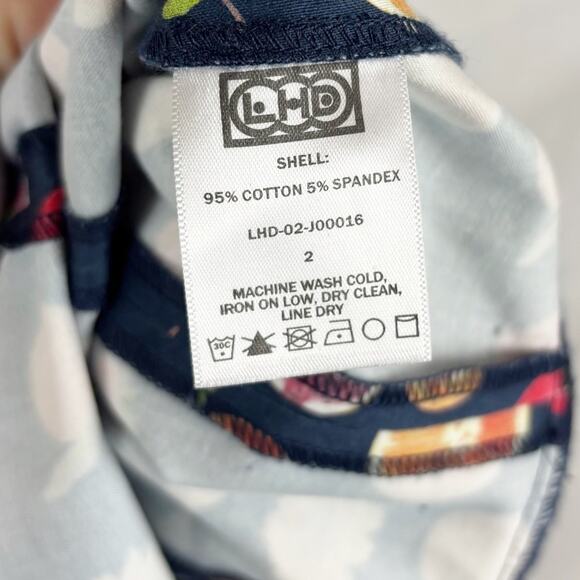 LHD
SHELL:
95% COTTON 5% SPANDEX
LHD-02-J00016
2
MACHINE WASH COLD,
IRON ON LOW, DRY CLEAN,
LINE DRY
30C